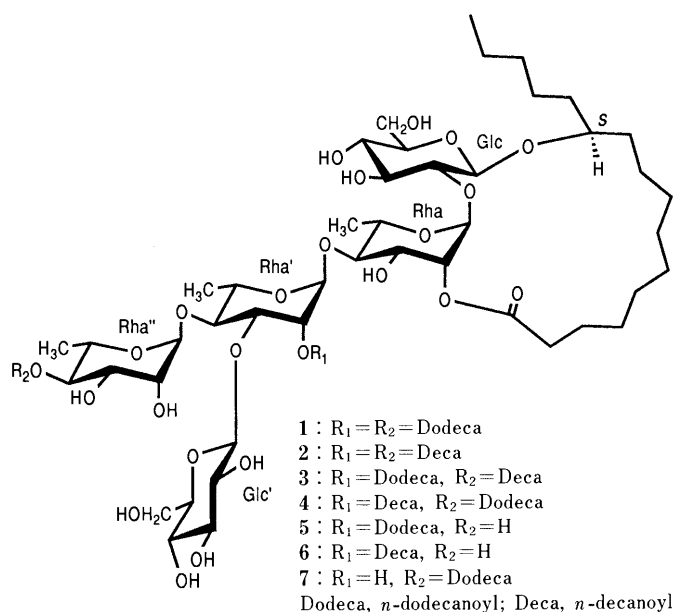 S
CH₂OH
O
Glc
O
H
HO
HO
O
Rha
H₃C
O
O
O
Rha'
HO
H₃C
O
O
O
Rha''
O
H₃C
O
O
OR₁
R₂O
HO
OH
O
OH
HOH₂C
Glc'
HO
OH
OH
1 : R₁=R₂=Dodeca
2 : R₁=R₂=Deca
3 : R₁=Dodeca, R₂=Deca
4 : R₁=Deca, R₂=Dodeca
5 : R₁=Dodeca, R₂=H
6 : R₁=Deca, R₂=H
7 : R₁=H, R₂=Dodeca
Dodeca, n-dodecanoyl; Deca, n-decanoyl